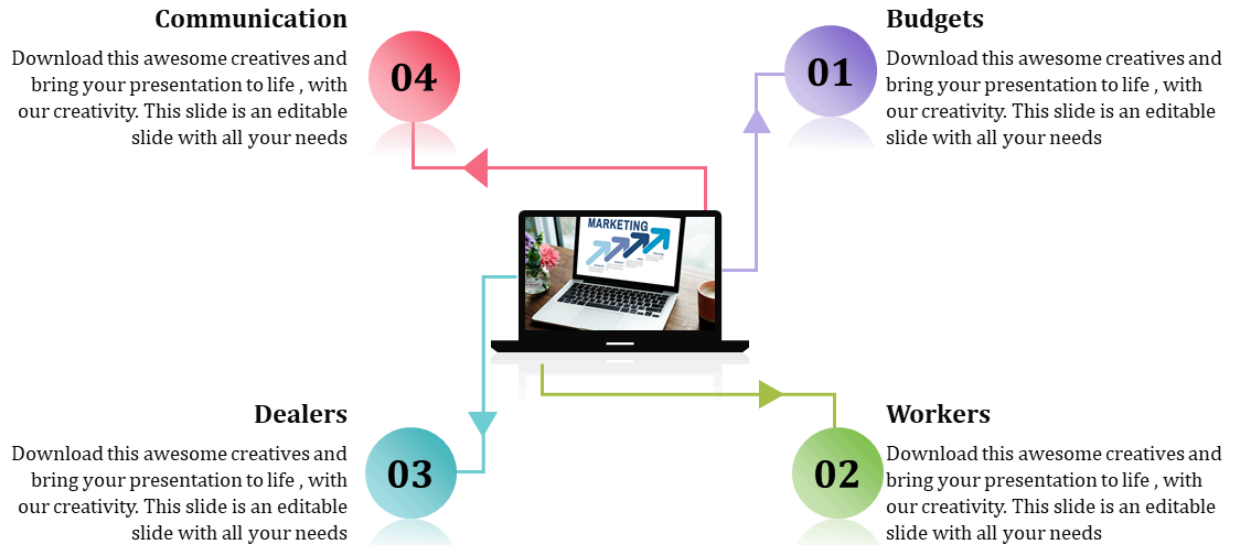 Communication
Download this awesome creatives and
bring your presentation to life , with
our creativity. This slide is an editable
slide with all your needs
04
01
Budgets
Download this awesome creatives and
bring your presentation to life , with
our creativity. This slide is an editable
slide with all your needs
MARKETING
Dealers
Download this awesome creatives and
bring your presentation to life , with
our creativity. This slide is an editable
slide with all your needs
03
02
Workers
Download this awesome creatives and
bring your presentation to life , with
our creativity. This slide is an editable
slide with all your needs